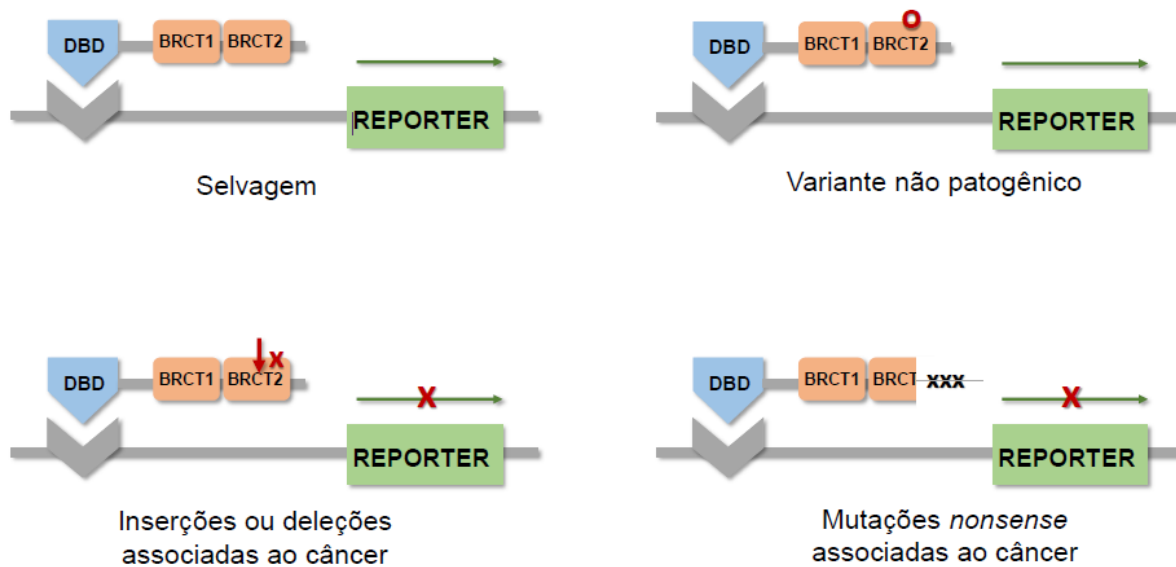 DBD BRCT1 BRCT2
REPORTER
Selvagem
DBD BRCT1 BRCT2
REPORTER
Variante não patogênico
DBD BRCT1 BRCT2 X
X
REPORTER
Inserções ou deleções
associadas ao câncer
DBD BRCT1 BRCT XXX
X
REPORTER
Mutações nonsense
associadas ao câncer